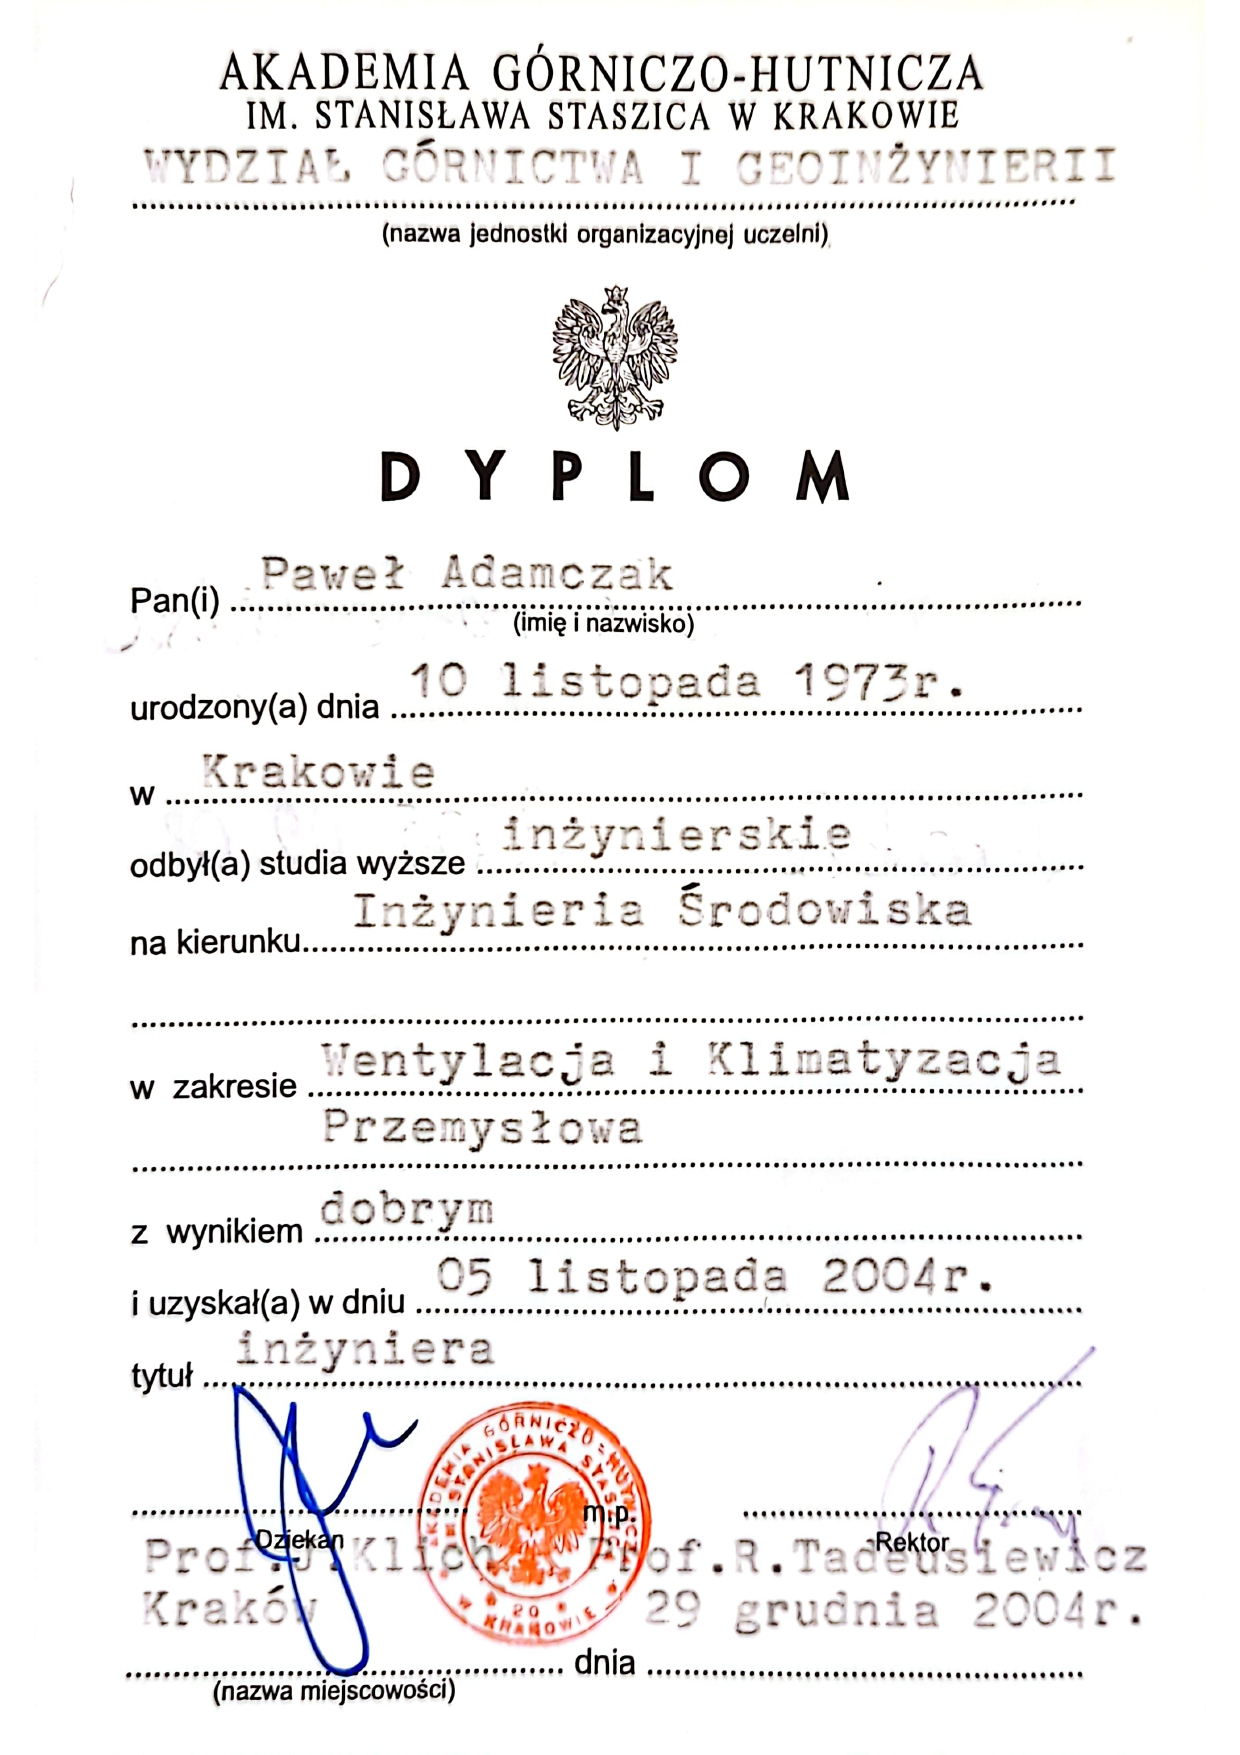 AKADEMIA GÓRNICZO-HUTNICZA
IM. STANISŁAWA STASZICA W KRAKOWIE
WYDZIAŁ GÓRNICTWA I GEOINŻYNIERII
(nazwa jednostki organizacyjnej uczelni)
DYPLOM
Pan(i) Paweł Adamczak
(imię i nazwisko)
urodzony(a) dnia 10 listopada 1973r.
w Krakowie
odbył(a) studia wyższe inżynierskie
na kierunku Inżynieria Środowiska
w zakresie Wentylacja i Klimatyzacja
Przemysłowa
z wynikiem dobrym
i uzyskał(a) w dniu 05 listopada 2004r.
tytuł inżyniera
AKADEMIA GÓRNICZO-HUTNICZA
STANISŁAWA STASZICA
W KRAKOWIE
20
m.p.
Dziekan Rektor
Prof.J.Klich Prof.R.Tadeusiewicz
Kraków 29 grudnia 2004r.
dnia
(nazwa miejscowości)